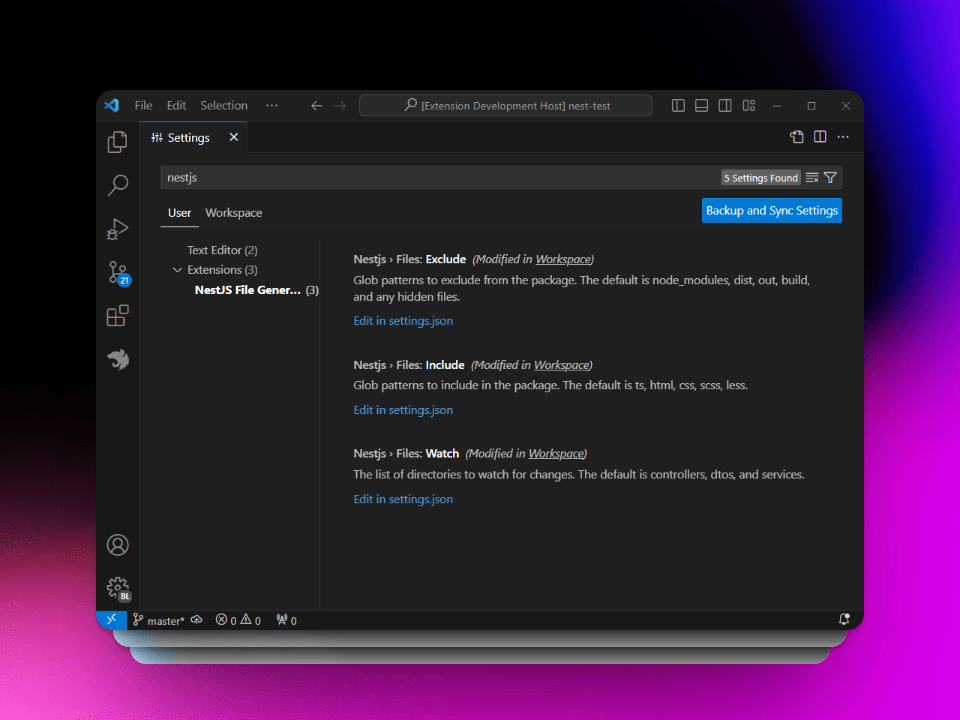 File Edit Selection ··· [Extension Development Host] nest-test
Settings
nestjs 5 Settings Found
User Workspace Backup and Sync Settings
Text Editor (2)
Extensions (3)
NestJS File Gener... (3)
Nestjs › Files: Exclude (Modified in Workspace)
Glob patterns to exclude from the package. The default is node_modules, dist, out, build,
and any hidden files.
Edit in settings.json
Nestjs › Files: Include (Modified in Workspace)
Glob patterns to include in the package. The default is ts, html, css, scss, less.
Edit in settings.json
Nestjs › Files: Watch (Modified in Workspace)
The list of directories to watch for changes. The default is controllers, dtos, and services.
Edit in settings.json
21
BL
master* 0 0 0